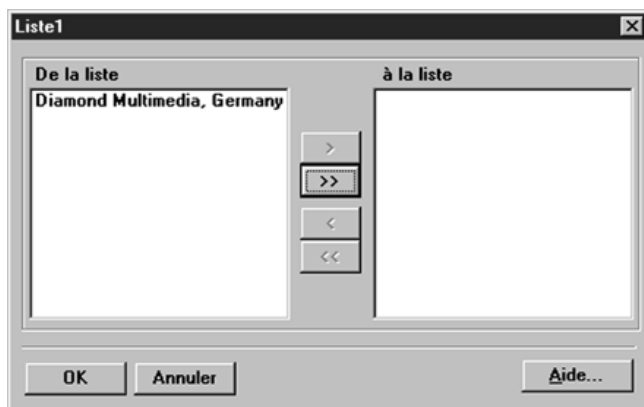 Liste1
De la liste
à la liste
Diamond Multimedia, Germany
>
>>
<
<<
OK
Annuler
Aide...